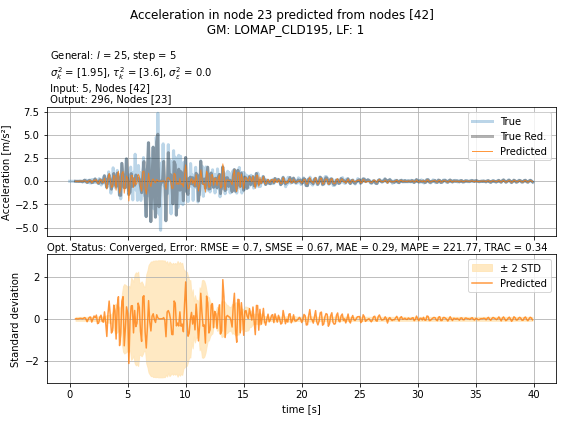 Acceleration in node 23 predicted from nodes [42]
GM: LOMAP_CLD195, LF: 1
General: l = 25, step = 5
σ²ₖ = [1.95], τ²ₖ = [3.6], σ²ε = 0.0
Input: 5, Nodes [42]
Output: 296, Nodes [23]
7.5
5.0
2.5
0.0
−2.5
−5.0
Acceleration [m/s²]
True
True Red.
Predicted
Opt. Status: Converged, Error: RMSE = 0.7, SMSE = 0.67, MAE = 0.29, MAPE = 221.77, TRAC = 0.34
2
0
−2
Standard deviation
± 2 STD
Predicted
0 5 10 15 20 25 30 35 40
time [s]